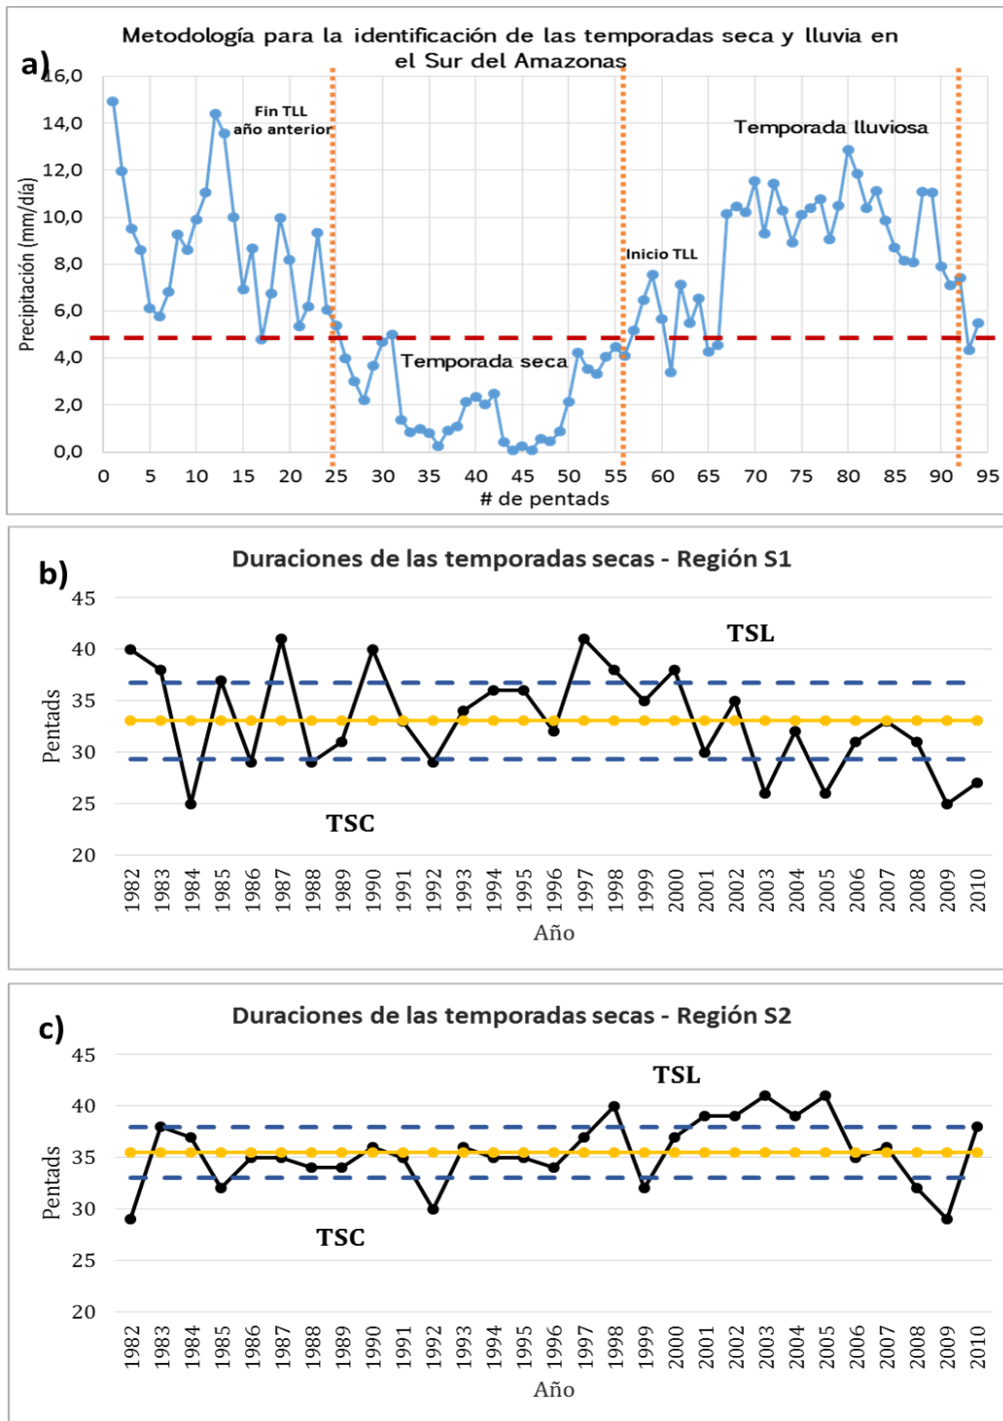 a)
Metodología para la identificación de las temporadas seca y lluvia en
el Sur del Amazonas
Precipitación (mm/día)
16,0
14,0
12,0
10,0
8,0
6,0
4,0
2,0
0,0
Fin TLL
año anterior
Temporada lluviosa
Inicio TLL
Temporada seca
0 5 10 15 20 25 30 35 40 45 50 55 60 65 70 75 80 85 90 95
# de pentads
b)
Duraciones de las temporadas secas - Región S1
Pentads
45
40
35
30
25
20
TSL
TSC
1982 1983 1984 1985 1986 1987 1988 1989 1990 1991 1992 1993 1994 1995 1996 1997 1998 1999 2000 2001 2002 2003 2004 2005 2006 2007 2008 2009 2010
Año
c)
Duraciones de las temporadas secas - Región S2
Pentads
45
40
35
30
25
20
TSL
TSC
1982 1983 1984 1985 1986 1987 1988 1989 1990 1991 1992 1993 1994 1995 1996 1997 1998 1999 2000 2001 2002 2003 2004 2005 2006 2007 2008 2009 2010
Año